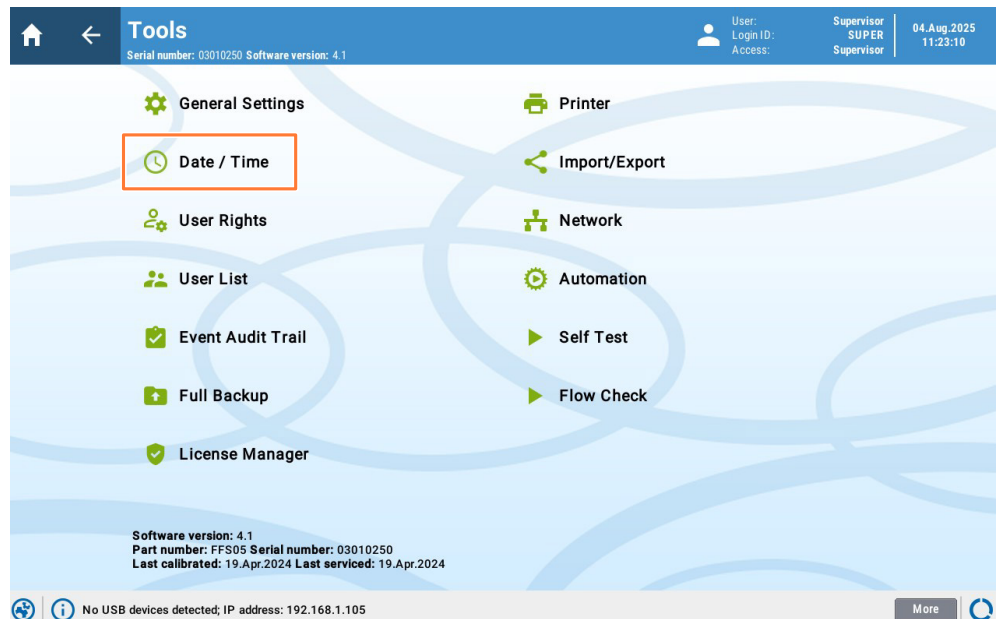 Tools
Serial number: 03010250 Software version: 4.1
User: Supervisor
Login ID: SUPER
Access: Supervisor
04.Aug.2025
11:23:10
General Settings
Date / Time
User Rights
User List
Event Audit Trail
Full Backup
License Manager
Printer
Import/Export
Network
Automation
Self Test
Flow Check
Software version: 4.1
Part number: FFS05 Serial number: 03010250
Last calibrated: 19.Apr.2024 Last serviced: 19.Apr.2024
No USB devices detected; IP address: 192.168.1.105
More